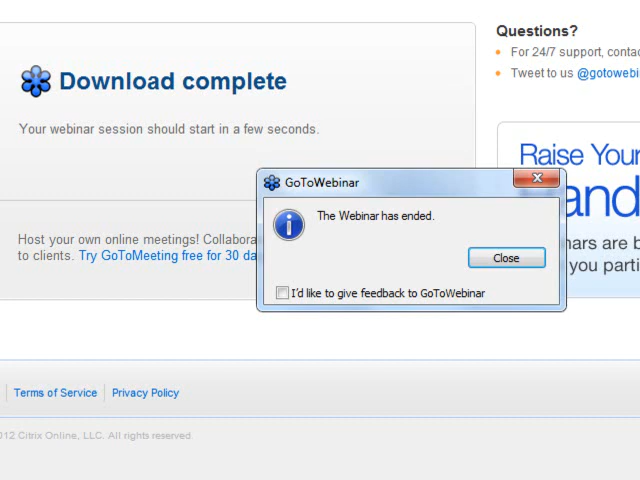 Questions?
For 24/7 support, contac
Tweet to us @gotowebi
Download complete
Your webinar session should start in a few seconds.
Raise Your
and
nars are b
you parti
GoToWebinar
The Webinar has ended.
Close
I'd like to give feedback to GoToWebinar
Host your own online meetings! Collabora
to clients. Try GoToMeeting free for 30 da
Terms of Service
Privacy Policy
012 Citrix Online, LLC. All rights reserved.